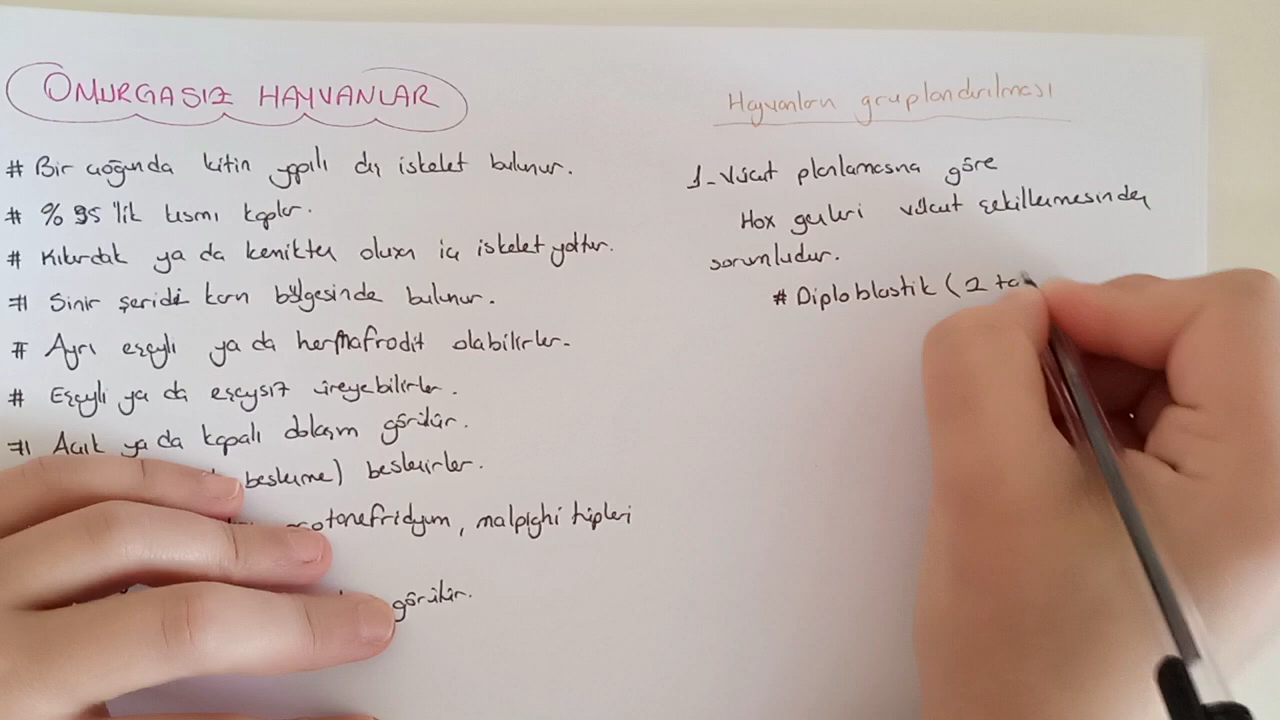 OMURGASIZ HAYVANLAR
# Bir çoğunda kitin yapılı dış iskelet bulunur.
# % 95 'lik kısmı kaplar.
# Kıkırdak ya da kemikten oluşan iç iskelet yoktur.
# Sinir şeridi karın bölgesinde bulunur.
# Ayrı eşeyli ya da hermafrodit olabilirler.
# Eşeyli ya da eşeysiz üreyebilirler.
# Açık ya da kapalı dolaşım görülür.
beslenme) beslenirler.
protonefridyum, malpighi tüpleri
görülür.
Hayvanların gruplandırılması
1-Vücut planlamasına göre
Hox genleri vücut şekillenmesinden
sorumludur.
# Diploblastik (2 ta